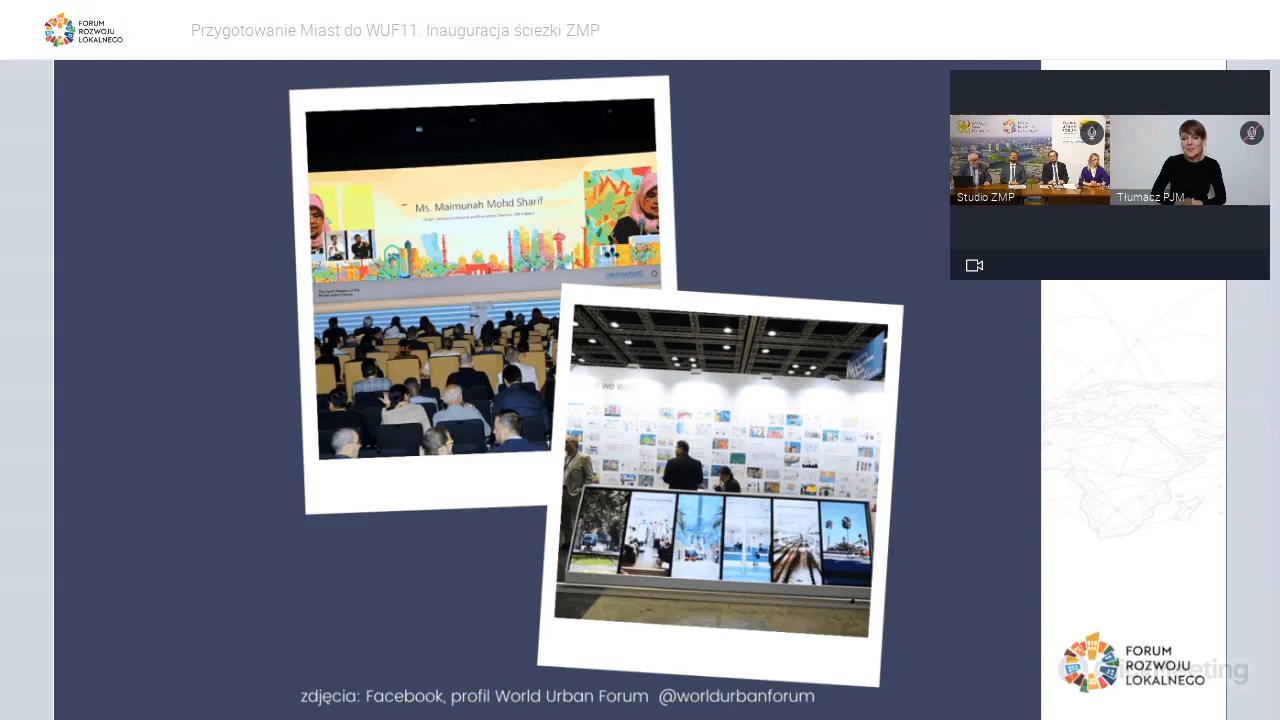 FORUM
ROZWOJU
LOKALNEGO
Przygotowanie Miast do WUF11. Inauguracja ścieżki ZMP
Ms. Maimunah Mohd Sharif
Studio ZMP
Tłumacz PJM
zdjęcia: Facebook, profil World Urban Forum @worldurbanforum
FORUM
ROZWOJU
LOKALNEGO